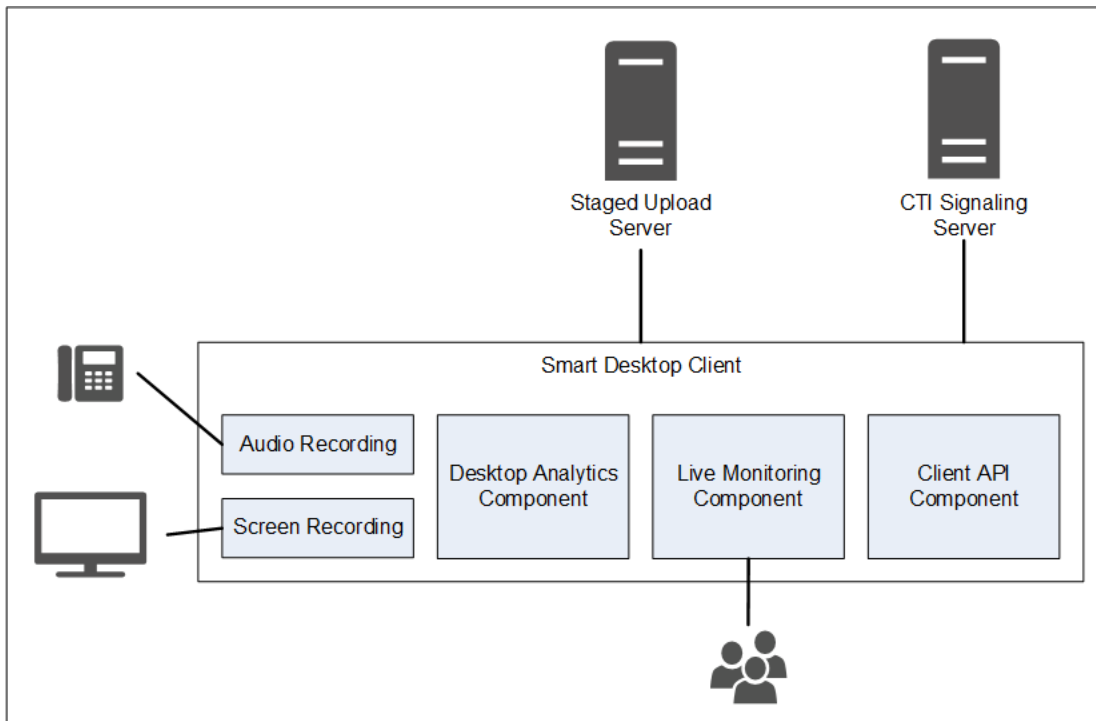 Staged Upload
Server
CTI Signaling
Server
Smart Desktop Client
Audio Recording
Screen Recording
Desktop Analytics
Component
Live Monitoring
Component
Client API
Component